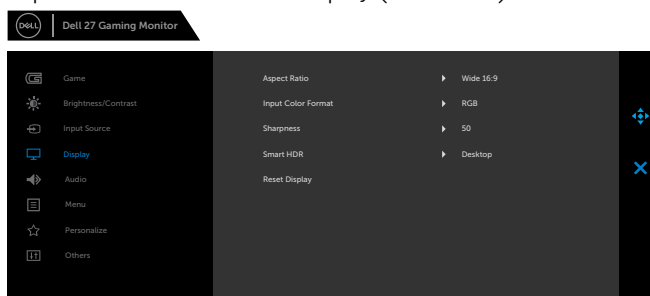 DELL
Dell 27 Gaming Monitor
Game
Aspect Ratio Wide 16:9
Brightness/Contrast Input Color Format RGB
Input Source Sharpness 50
Display Smart HDR Desktop
Audio Reset Display
Menu
Personalize
Others